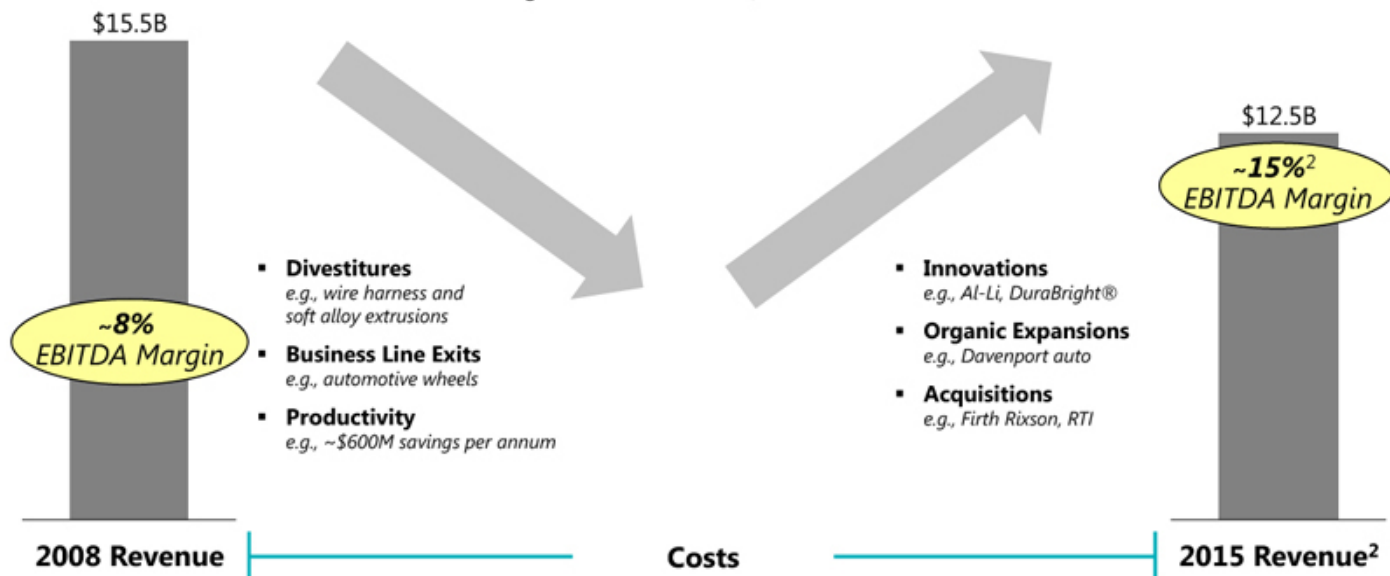 $15.5B
~8%
EBITDA Margin
2008 Revenue
▪ Divestitures
e.g., wire harness and
soft alloy extrusions
▪ Business Line Exits
e.g., automotive wheels
▪ Productivity
e.g., ~$600M savings per annum
Costs
▪ Innovations
e.g., Al-Li, DuraBright®
▪ Organic Expansions
e.g., Davenport auto
▪ Acquisitions
e.g., Firth Rixson, RTI
$12.5B
~15%²
EBITDA Margin
2015 Revenue²